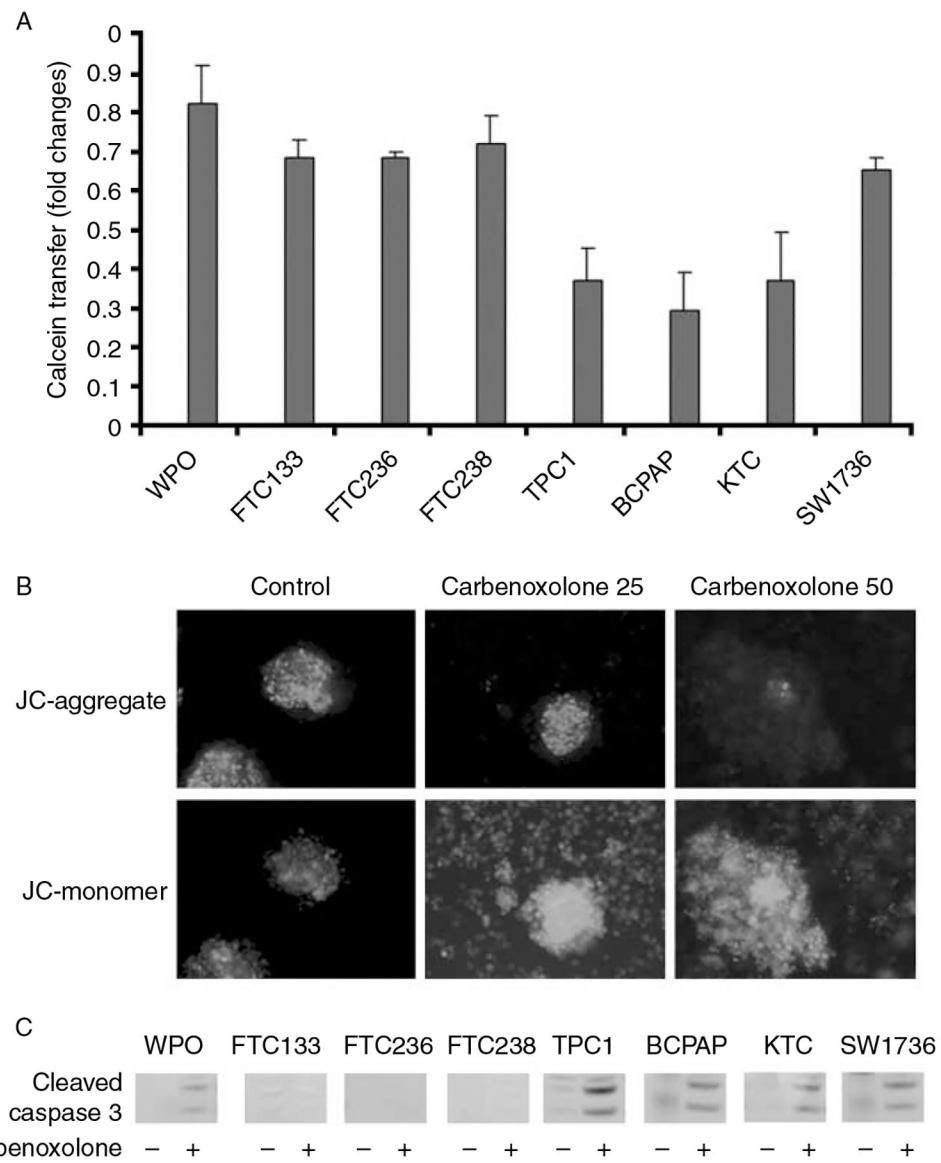 A
Calcein transfer (fold changes)
0
0.9
0.8
0.7
0.6
0.5
0.4
0.3
0.2
0.1
0
WPO
FTC133
FTC236
FTC238
TPC1
BCPAP
KTC
SW1736
B
Control
Carbenoxolone 25
Carbenoxolone 50
JC-aggregate
JC-monomer
C
WPO FTC133 FTC236 FTC238 TPC1 BCPAP KTC SW1736
Cleaved
caspase 3
benoxolone – + – + – + – + – + – + – + – +